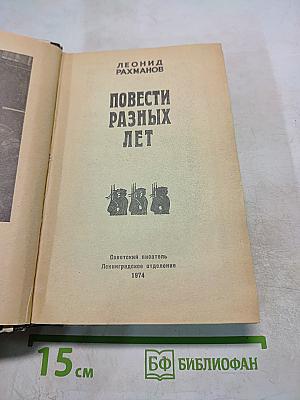 ЛЕОНИД
РАХМАНОВ
ПОВЕСТИ
РАЗНЫХ
ЛЕТ
Советский писатель
Ленинградское отделение
1974
15 см
БФ БИБЛИОФАН